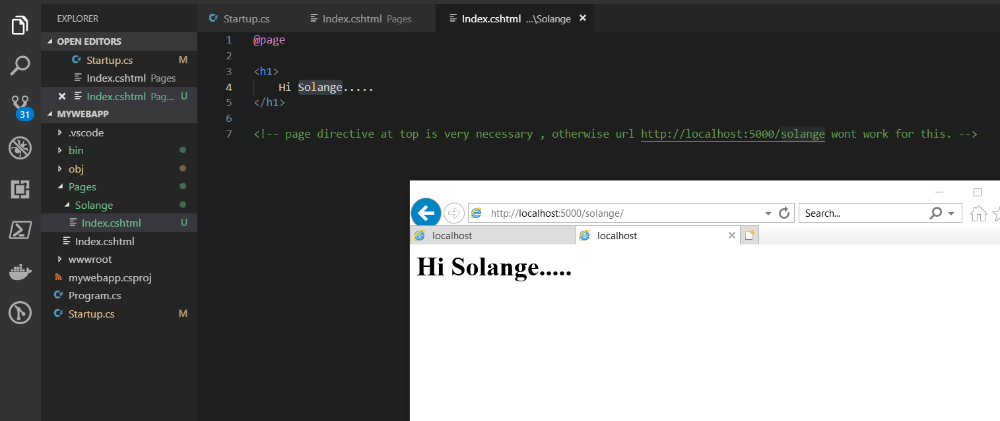 EXPLORER
OPEN EDITORS
Startup.cs M
Index.cshtml Pages
Index.cshtml Pag... U
31
MYWEBAPP
.vscode
bin
obj
Pages
Solange
Index.cshtml U
Index.cshtml
wwwroot
mywebapp.csproj
Program.cs
Startup.cs M
Startup.cs Index.cshtml Pages Index.cshtml ...\Solange
1 @page
2
3 <h1>
4 Hi Solange.....
5 </h1>
6
7 <!-- page directive at top is very necessary , otherwise url http://localhost:5000/solange wont work for this. -->
http://localhost:5000/solange/ Search...
localhost localhost
Hi Solange.....